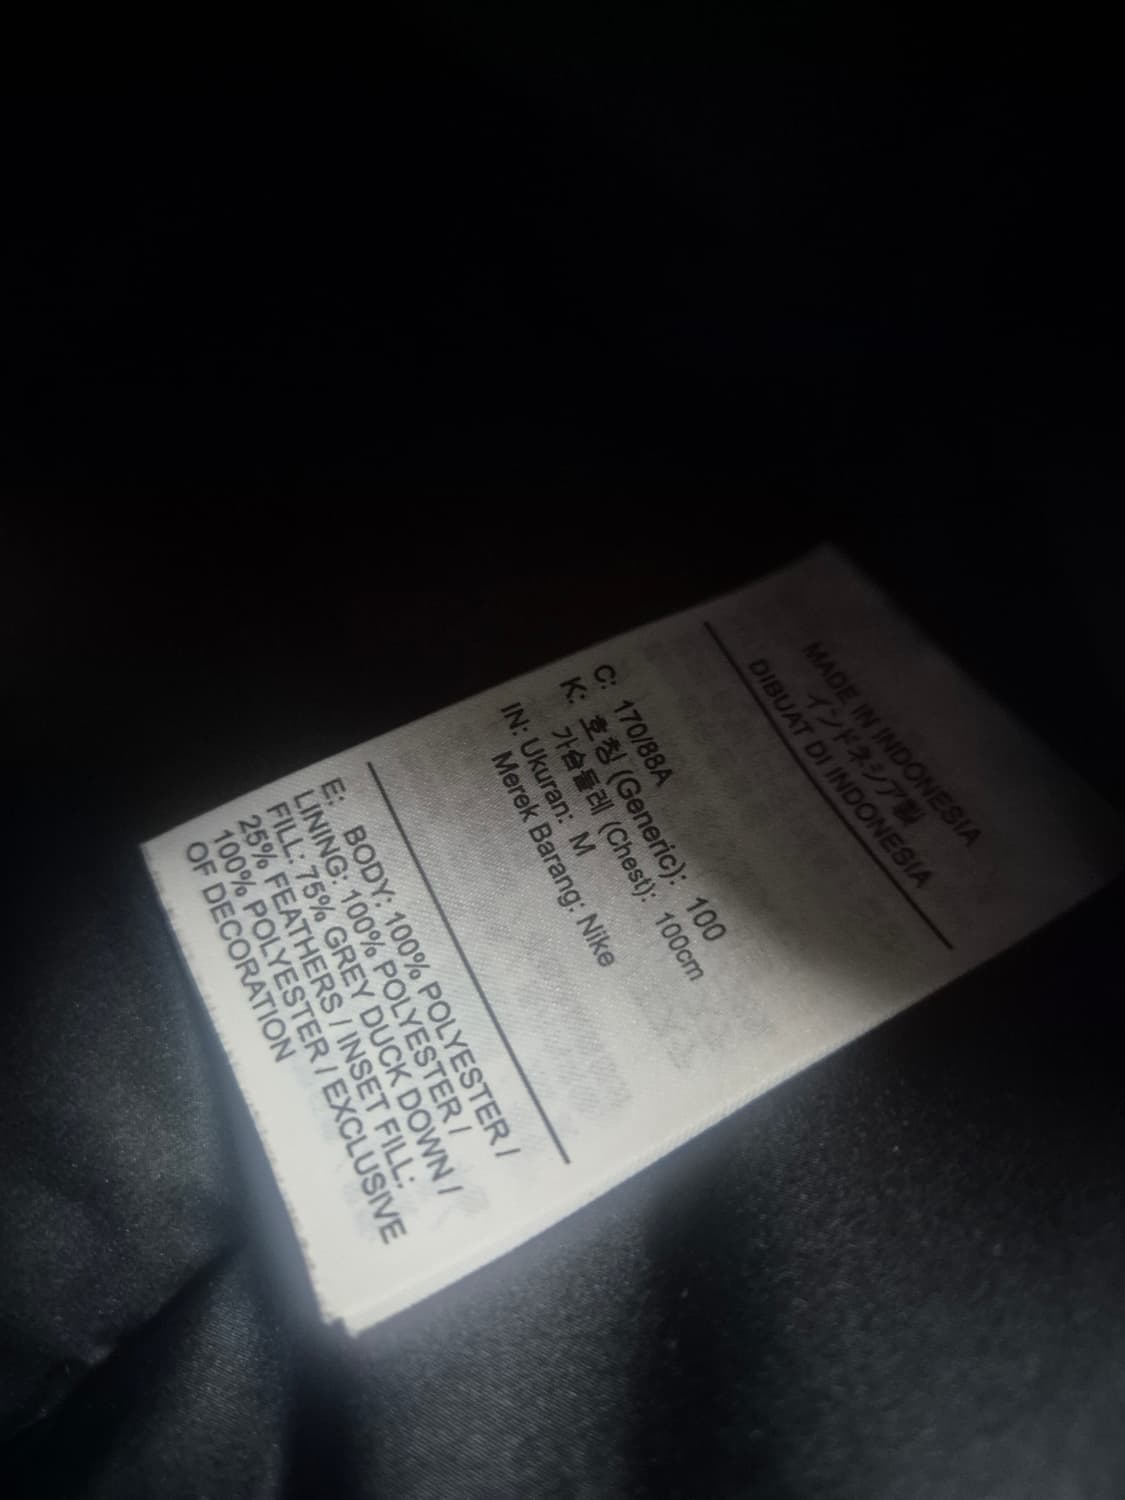 MADE IN INDONESIA
インドネシア製
DIBUAT DI INDONESIA
C: 170/88A
K: 호칭 (Generic): 100
가슴둘레 (Chest): 100cm
IN: Ukuran: M
Merek Barang: Nike
E: BODY: 100% POLYESTER /
LINING: 100% POLYESTER /
FILL: 75% GREY DUCK DOWN /
25% FEATHERS / INSET FILL:
100% POLYESTER / EXCLUSIVE
OF DECORATION